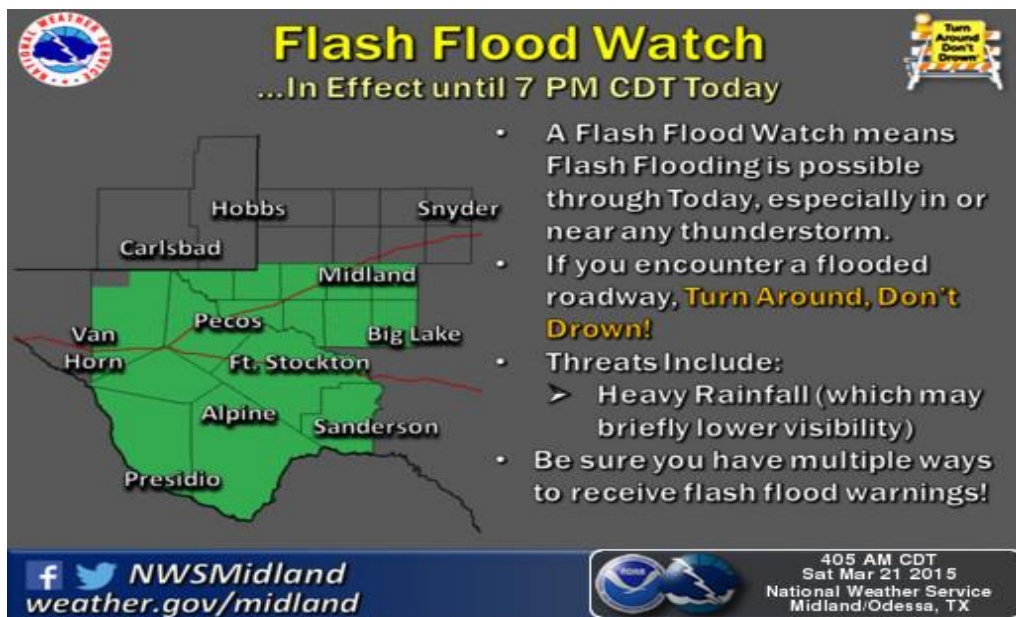 Flash Flood Watch
...In Effect until 7 PM CDT Today
NATIONAL WEATHER SERVICE
Turn
Around
Don't
Drown
• A Flash Flood Watch means
Flash Flooding is possible
through Today, especially in or
near any thunderstorm.
• If you encounter a flooded
roadway, Turn Around, Don't
Drown!
• Threats Include:
➤ Heavy Rainfall (which may
briefly lower visibility)
• Be sure you have multiple ways
to receive flash flood warnings!
Hobbs
Snyder
Carlsbad
Midland
Pecos
Van
Horn
Big Lake
Ft. Stockton
Alpine
Sanderson
Presidio
f NWSMidland
weather.gov/midland
NOAA
405 AM CDT
Sat Mar 21 2015
National Weather Service
Midland/Odessa, TX